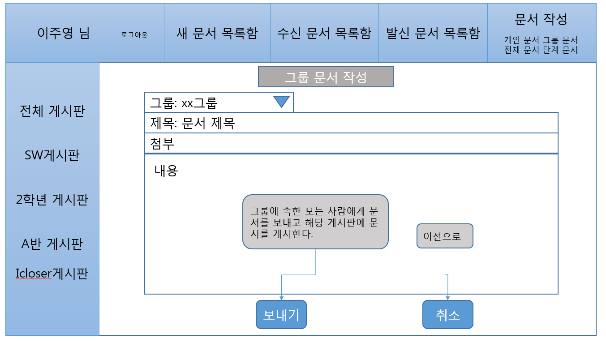 이주영 님
로그아웃
새 문서 목록함
수신 문서 목록함
발신 문서 목록함
문서 작성
개인 문서 그룹 문서
전체 문서 단계 문서
그룹 문서 작성
전체 게시판
SW게시판
2학년 게시판
A반 게시판
Icloser게시판
그룹: xx그룹
제목: 문서 제목
첨부
내용
그룹에 속한 모든 사람에게 문
서를 보내고 해당 게시판에 문
서를 게시한다.
이전으로
보내기
취소